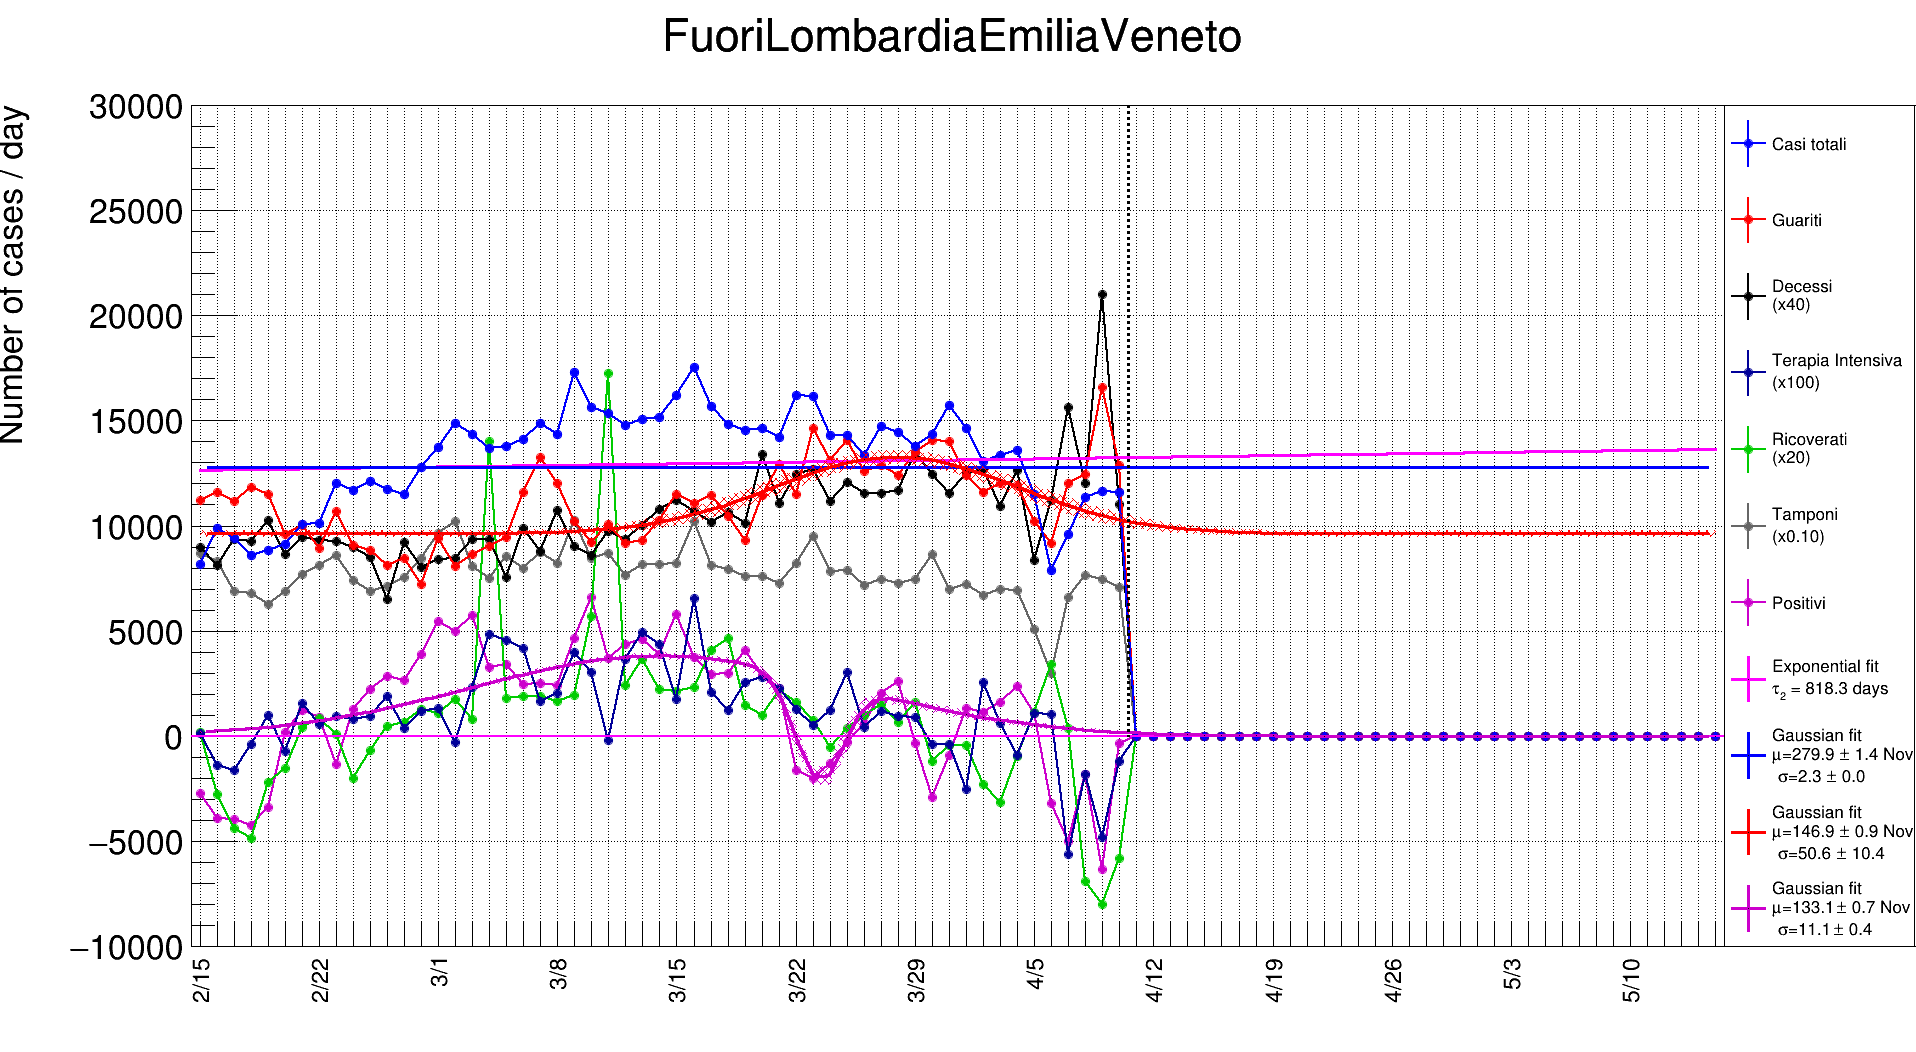 FuoriLombardiaEmiliaVeneto
Number of cases / day
30000
25000
20000
15000
10000
5000
0
−5000
−10000
2/15
2/22
3/1
3/8
3/15
3/22
3/29
4/5
4/12
4/19
4/26
5/3
5/10
Casi totali
Guariti
Decessi
(x40)
Terapia Intensiva
(x100)
Ricoverati
(x20)
Tamponi
(x0.10)
Positivi
Exponential fit
τ2 = 818.3 days
Gaussian fit
μ=279.9 ± 1.4 Nov
σ=2.3 ± 0.0
Gaussian fit
μ=146.9 ± 0.9 Nov
σ=50.6 ± 10.4
Gaussian fit
μ=133.1 ± 0.7 Nov
σ=11.1 ± 0.4